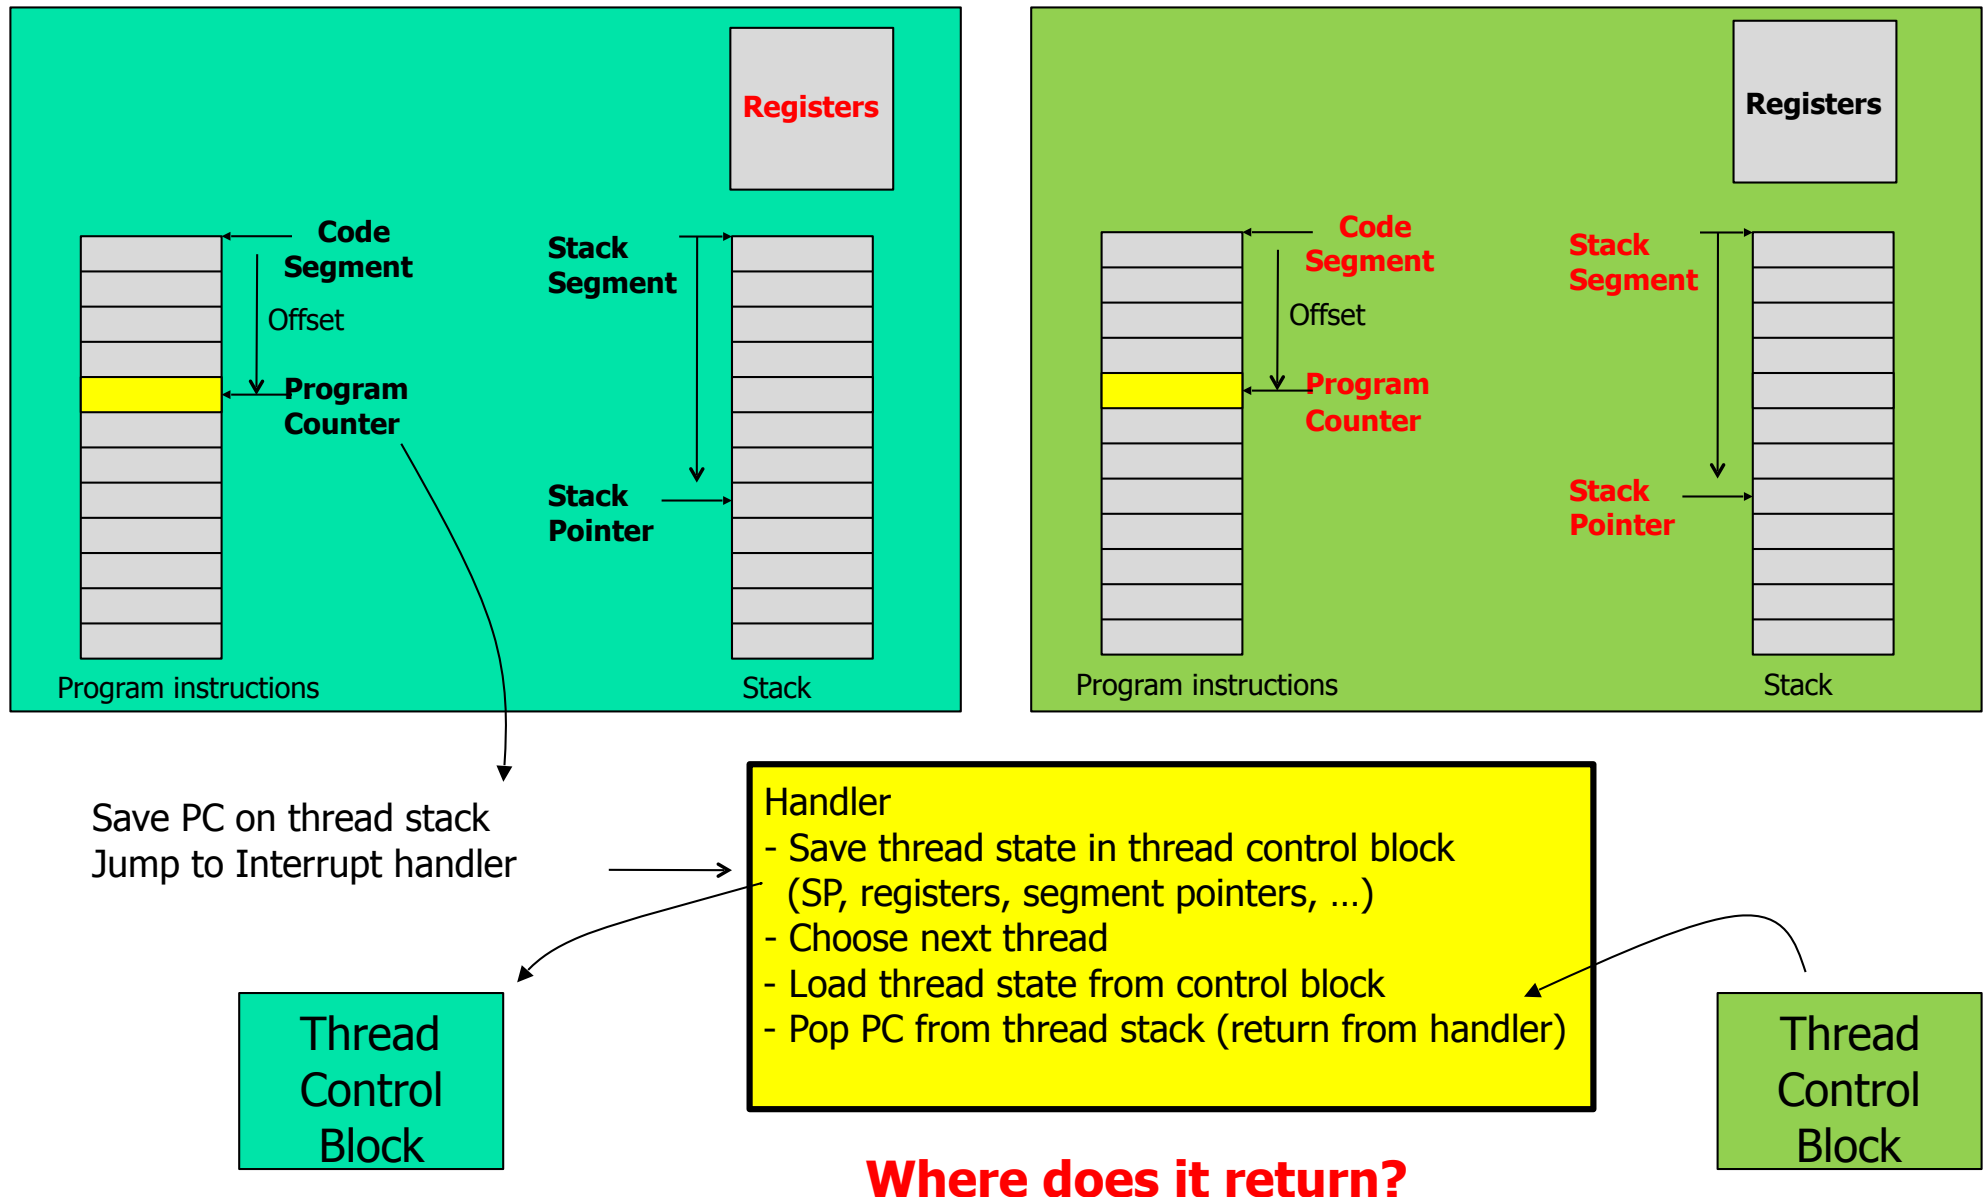 Registers
Code
Segment
Offset
Program
Counter
Stack
Segment
Stack
Pointer
Program instructions
Stack
Registers
Code
Segment
Offset
Program
Counter
Stack
Segment
Stack
Pointer
Program instructions
Stack
Save PC on thread stack
Jump to Interrupt handler
Handler
- Save thread state in thread control block
(SP, registers, segment pointers, …)
- Choose next thread
- Load thread state from control block
- Pop PC from thread stack (return from handler)
Thread
Control
Block
Thread
Control
Block
Where does it return?